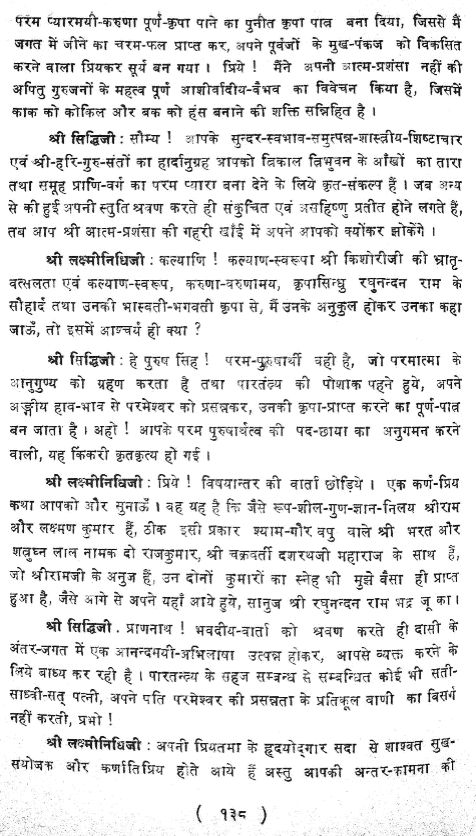 परम प्यारमयी-करुणा पूर्ण-कृपा पाने का पुनीत कृपा पात्र बना दिया, जिससे मैं
जगत में जीने का चरम-फल प्राप्त कर, अपने पूर्वजों के मुख-पंकज को विकसित
करने वाला प्रियकर सूर्य बन गया । प्रिये ! मैंने अपनी आत्म-प्रशंसा नहीं की
अपितु गुरुजनों के महत्व पूर्ण आशीर्वादीय-वैभव का विवेचन किया है, जिसमें
काक को कोकिल और बक को हंस बनाने की शक्ति सन्निहित है ।
श्री सिद्धिजी : सौम्य ! आपके सुन्दर-स्वभाव-समुत्पन्न-शास्त्रीय-शिष्टाचार
एवं श्री-हरि-गुरु-संतों का हार्दानुग्रह आपको त्रिकाल त्रिभुवन के आँखों का तारा
तथा समूह प्राणि-वर्ग का परम प्यारा बना देने के लिये कृत-संकल्प हैं । जब अन्य
से की हुई अपनी स्तुति श्रवण करते ही संकुचित एवं असहिष्णु प्रतीत होने लगते हैं,
तब आप श्री आत्म-प्रशंसा की गहरी खाँई में अपने आपको क्योंकर झोकेंगे ।
श्री लक्ष्मीनिधिजी : कल्याणि ! कल्याण-स्वरूपा श्री किशोरीजी की भ्रातृ-
वत्सलता एवं कल्याण-स्वरूप, करुणा-वरुणामय, कृपासिन्धु रघुनन्दन राम के
सौहार्द तथा उनकी भास्वती-भगवती कृपा से, मैं उनके अनुकूल होकर उनका कहा
जाऊँ, तो इसमें आश्चर्य ही क्या ?
श्री सिद्धिजी : हे पुरुष सिंह ! परम-पुरुषार्थी वही है, जो परमात्मा के
आनुगुण्य को ग्रहण करता है तथा पारतंत्र्य की पोशाक पहने हुये, अपने
अङ्गीय हाव-भाव से परमेश्वर को प्रसन्नकर, उनकी कृपा-प्राप्त करने का पूर्ण-पात्र
बन जाता है । अहो ! आपके परम पुरुषार्थत्व की पद-छाया का अनुगमन करने
वाली, यह किंकरी कृतकृत्य हो गई ।
श्री लक्ष्मीनिधिजी : प्रिये ! विषयान्तर की वार्ता छोड़िये । एक कर्ण-प्रिय
कथा आपको और सुनाऊँ । वह यह है कि जैसे रूप-शील-गुण-ज्ञान-निलय श्रीराम
और लक्ष्मण कुमार हैं, ठीक इसी प्रकार श्याम-गौर वपु वाले श्री भरत और
शत्रुघ्न लाल नामक दो राजकुमार, श्री चक्रवर्ती दशरथजी महाराज के साथ हैं,
जो श्रीरामजी के अनुज हैं, उन दोनों कुमारों का स्नेह भी मुझे वैसा ही प्राप्त
हुआ है, जैसे आगे से अपने यहाँ आये हुये, सानुज श्री रघुनन्दन राम भद्र जू का ।
श्री सिद्धिजी . प्राणनाथ ! भवदीय-वार्ता को श्रवण करते ही दासी के
अंतर-जगत में एक आनन्दमयी-अभिलाषा उत्पन्न होकर, आपसे व्यक्त करने के
लिये बाध्य कर रही है । पारतन्त्र्य के सहज सम्बन्ध से सम्बन्धित कोई भी सती-
साध्वी-सत् पत्नी, अपने पति परमेश्वर की प्रसन्नता के प्रतिकूल वाणी का विसर्ग
नहीं करती, प्रभो !
श्री लक्ष्मीनिधिजी : अपनी प्रियतमा के हृदयोद्गार सदा से शाश्वत सुख-
संयोजक और कर्णातिप्रिय होते आये हैं अस्तु आपकी अन्तर-कामना की
( १३८ )